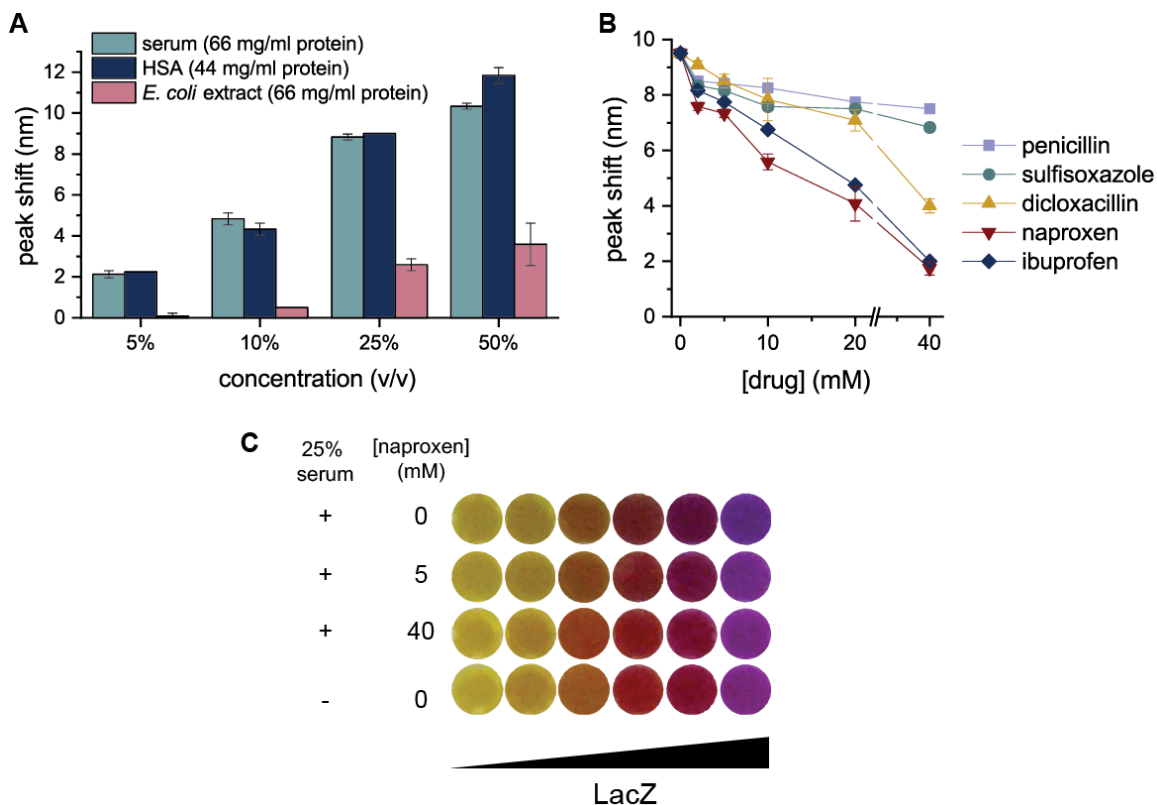 A
serum (66 mg/ml protein)
HSA (44 mg/ml protein)
E. coli extract (66 mg/ml protein)
peak shift (nm)
12
10
8
6
4
2
0
5%
10%
25%
50%
concentration (v/v)
B
peak shift (nm)
10
8
6
4
2
0
0
10
20
40
[drug] (mM)
penicillin
sulfisoxazole
dicloxacillin
naproxen
ibuprofen
C
25%
serum
[naproxen]
(mM)
+ 0
+ 5
+ 40
- 0
LacZ